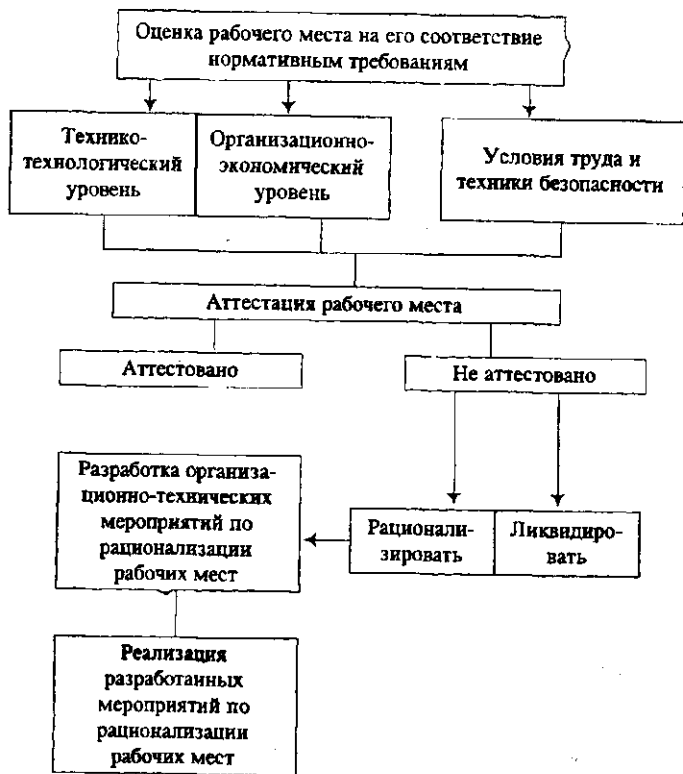 Оценка рабочего места на его соответствие
нормативным требованиям
Технико-
технологический
уровень
Организационно-
экономический
уровень
Условия труда и
техники безопасности
Аттестация рабочего места
Аттестовано
Не аттестовано
Разработка организа-
ционно-технических
мероприятий по
рационализации
рабочих мест
Рационали-
зировать
Ликвидиро-
вать
Реализация
разработанных
мероприятий по
рационализации
рабочих мест